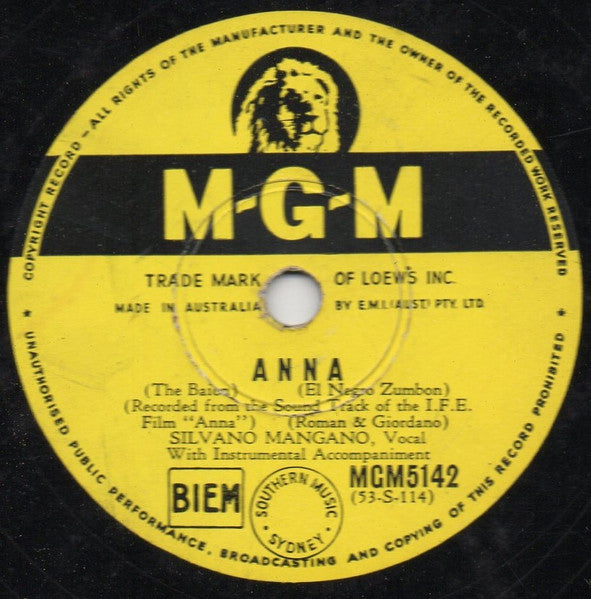 COPYRIGHT RECORD – ALL RIGHTS OF THE MANUFACTURER AND THE OWNER OF THE RECORDED WORK RESERVED
M-G-M
TRADE MARK OF LOEW'S INC.
MADE IN AUSTRALIA BY E.M.I. (AUST) PTY. LTD
ANNA
(The Baion) (El Negro Zumbon)
(Recorded from the Sound Track of the I.F.E.
Film "Anna") (Roman & Giordano)
SILVANO MANGANO, Vocal
With Instrumental Accompaniment
BIEM
SOUTHERN MUSIC
• SYDNEY •
MGM5142
(53-S-114)
★ UNAUTHORISED PUBLIC PERFORMANCE, BROADCASTING AND COPYING OF THIS RECORD PROHIBITED ★